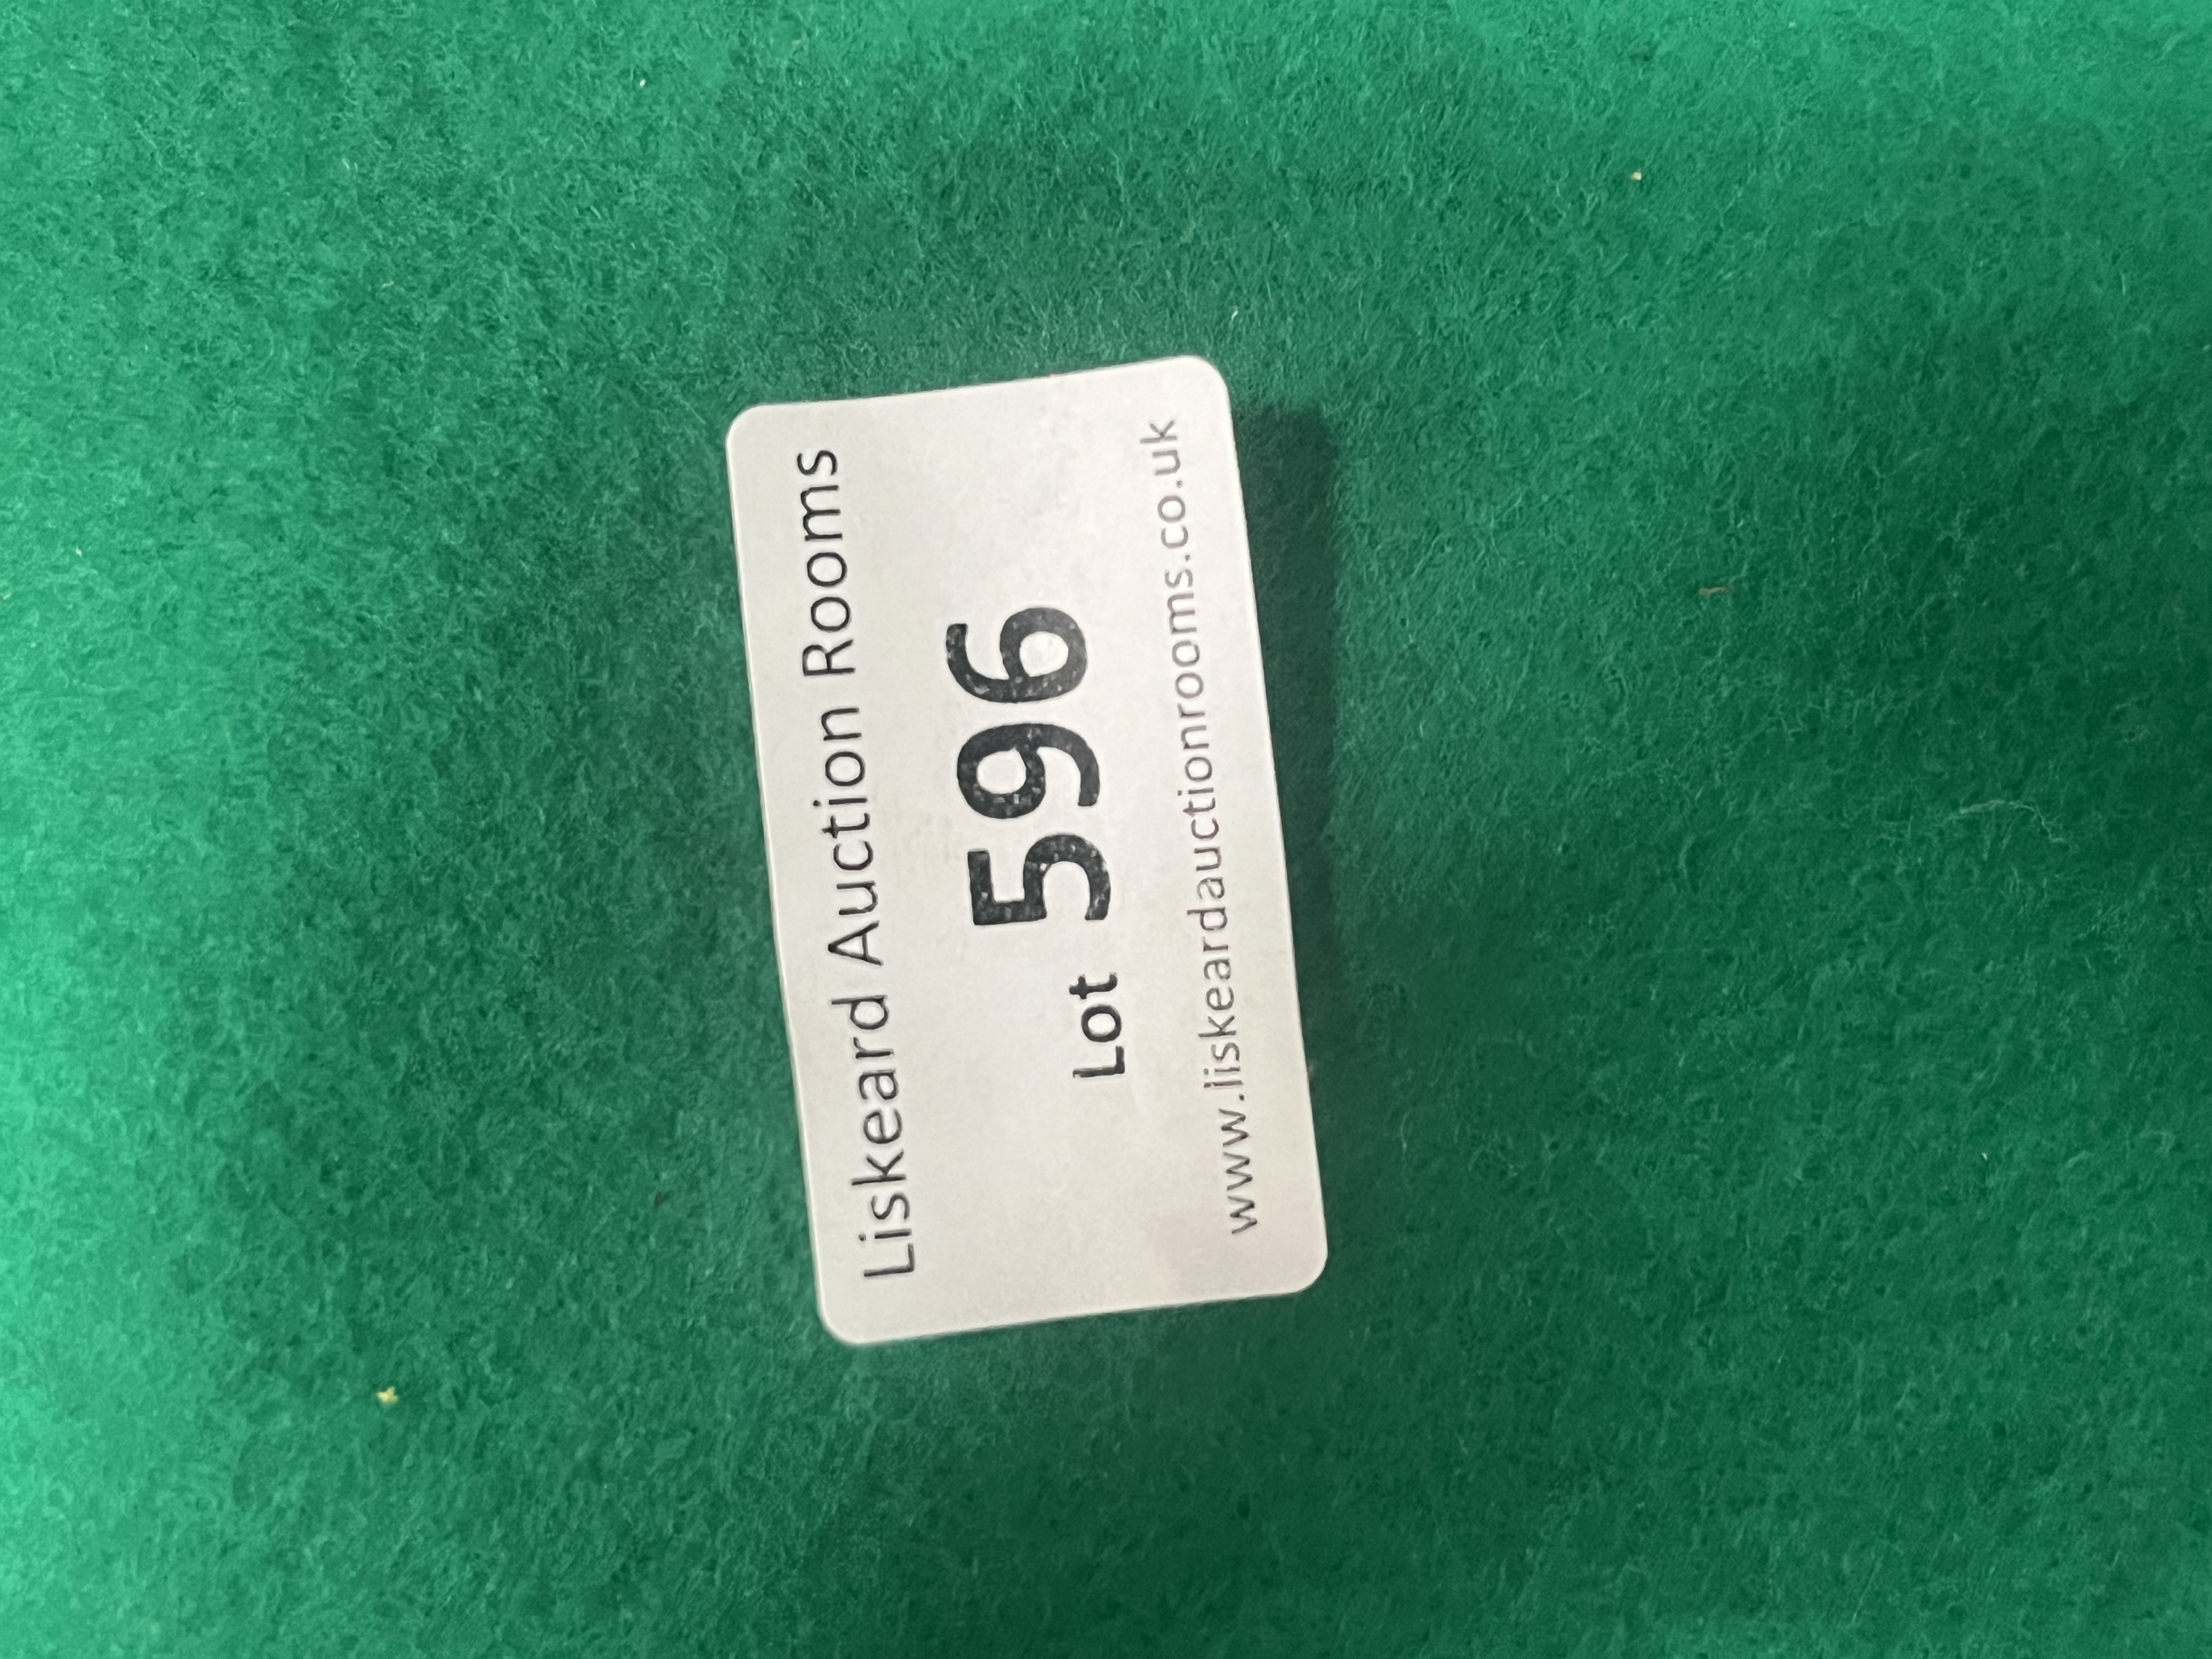 Liskeard Auction Rooms
Lot 596
www.liskeardauctionrooms.co.uk